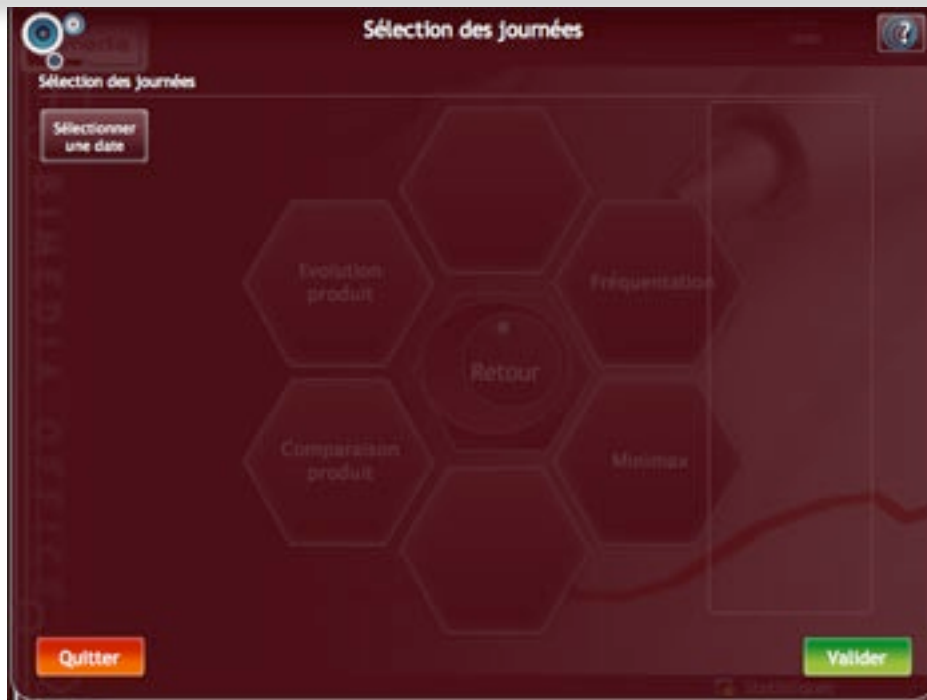 Sélection des journées
Sélection des journées
Sélectionner
une date
Evolution
produit
Fréquentation
Retour
Comparaison
produit
Minimax
Quitter
Valider